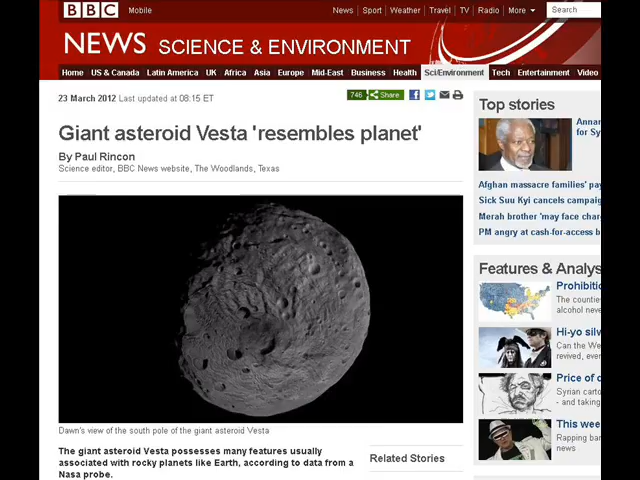 BBC Mobile News Sport Weather Travel TV Radio More Search
NEWS SCIENCE & ENVIRONMENT
Home US & Canada Latin America UK Africa Asia Europe Mid-East Business Health Sci/Environment Tech Entertainment Video
23 March 2012 Last updated at 08:15 ET
746 Share
Giant asteroid Vesta 'resembles planet'
By Paul Rincon
Science editor, BBC News website, The Woodlands, Texas
Dawn's view of the south pole of the giant asteroid Vesta
The giant asteroid Vesta possesses many features usually
associated with rocky planets like Earth, according to data from a
Nasa probe.
Related Stories
Top stories
Annan
for Sy
Afghan massacre families' pay
Sick Suu Kyi cancels campaig
Merah brother 'may face char
PM angry at cash-for-access b
Features & Analys
Prohibitio
The countie
alcohol neve
Hi-yo silv
Can the We
revived, ever
Price of d
Syrian carto
- and taking
This wee
Rapping bar